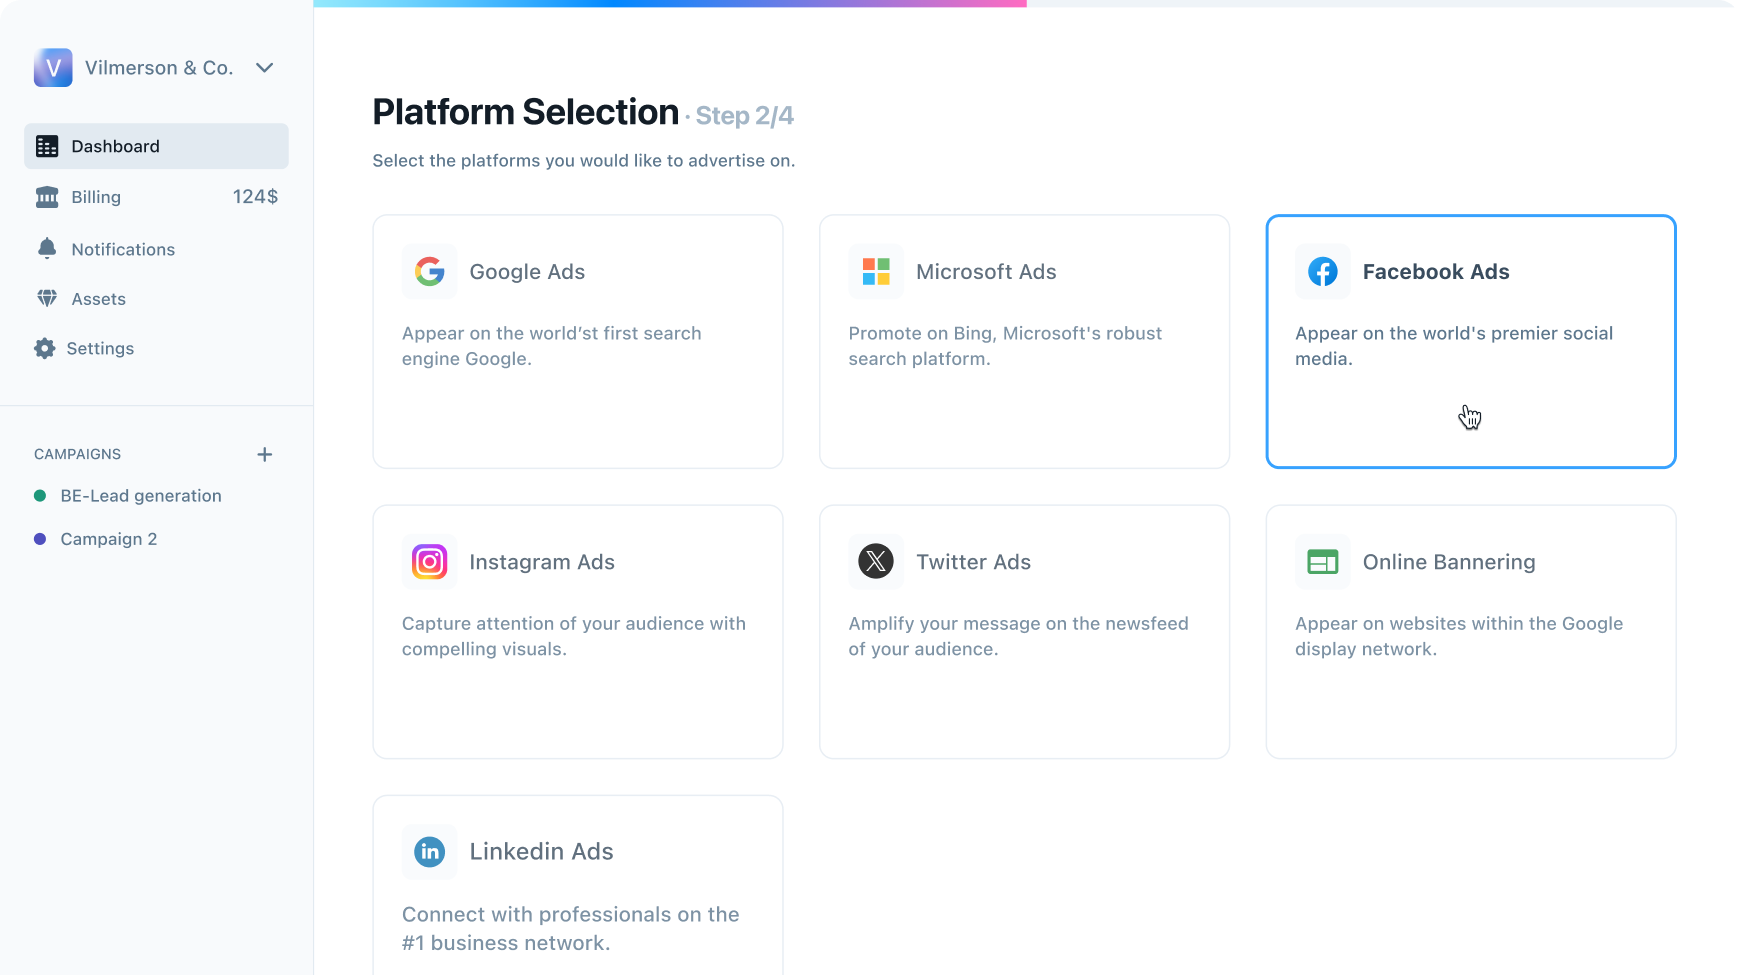 V
Vilmerson & Co.
Dashboard
Billing 124$
Notifications
Assets
Settings
CAMPAIGNS
BE-Lead generation
Campaign 2
Platform Selection · Step 2/4
Select the platforms you would like to advertise on.
Google Ads
Appear on the world’st first search
engine Google.
Microsoft Ads
Promote on Bing, Microsoft's robust
search platform.
Facebook Ads
Appear on the world's premier social
media.
Instagram Ads
Capture attention of your audience with
compelling visuals.
Twitter Ads
Amplify your message on the newsfeed
of your audience.
Online Bannering
Appear on websites within the Google
display network.
in
Linkedin Ads
Connect with professionals on the
#1 business network.